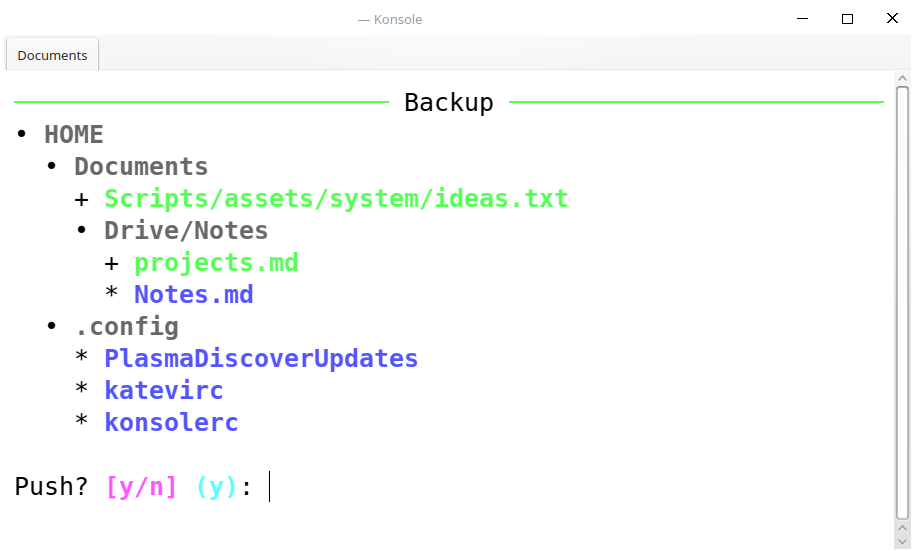 — Konsole
Documents
Backup
• HOME
• Documents
+ Scripts/assets/system/ideas.txt
• Drive/Notes
+ projects.md
* Notes.md
• .config
* PlasmaDiscoverUpdates
* katevirc
* konsolerc
Push? [y/n] (y):